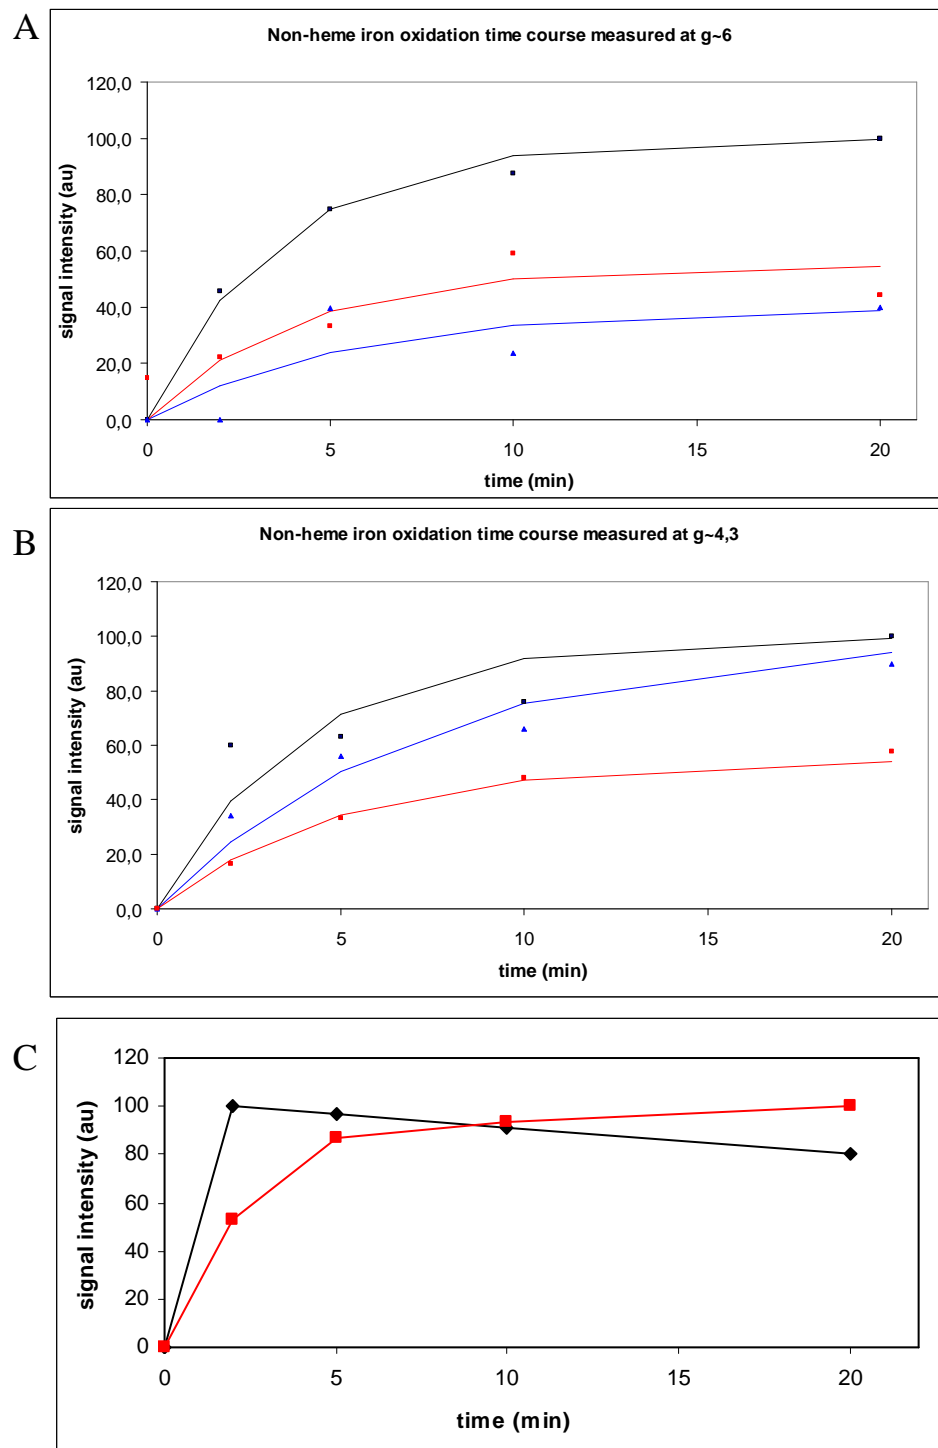 A
Non-heme iron oxidation time course measured at g~6
signal intensity (au)
120,0
100,0
80,0
60,0
40,0
20,0
0,0
0 5 10 15 20
time (min)
B
Non-heme iron oxidation time course measured at g~4,3
signal intensity (au)
120,0
100,0
80,0
60,0
40,0
20,0
0,0
0 5 10 15 20
time (min)
C
signal intensity (au)
120
100
80
60
40
20
0
0 5 10 15 20
time (min)